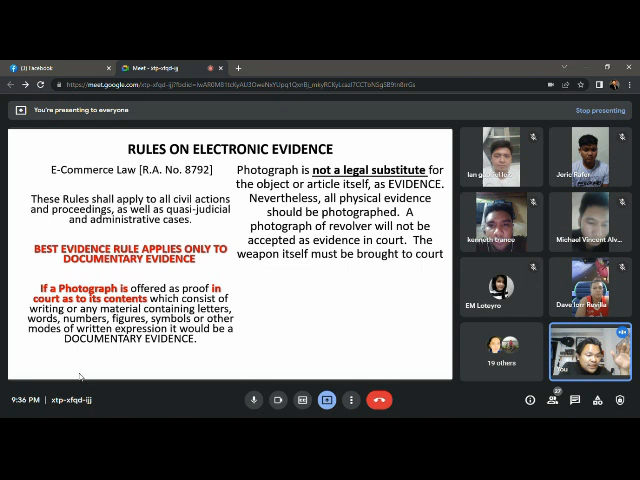 (3) Facebook
Meet - xtp-xfqd-ijj
You're presenting to everyone
Stop presenting
RULES ON ELECTRONIC EVIDENCE
E-Commerce Law [R.A. No. 8792]
These Rules shall apply to all civil actions
and proceedings, as well as quasi-judicial
and administrative cases.
BEST EVIDENCE RULE APPLIES ONLY TO
DOCUMENTARY EVIDENCE
If a Photograph is offered as proof in
court as to its contents which consist of
writing or any material containing letters,
words, numbers, figures, symbols or other
modes of written expression it would be a
DOCUMENTARY EVIDENCE.
Photograph is not a legal substitute for
the object or article itself, as EVIDENCE.
Nevertheless, all physical evidence
should be photographed. A
photograph of revolver will not be
accepted as evidence in court. The
weapon itself must be brought to court
Jeric Rafer
kenneth trance
Michael Vincent Alv...
EM Loteyro
Dave lorr Ruvilla
19 others
You
9:36 PM | xtp-xfqd-ijj
27